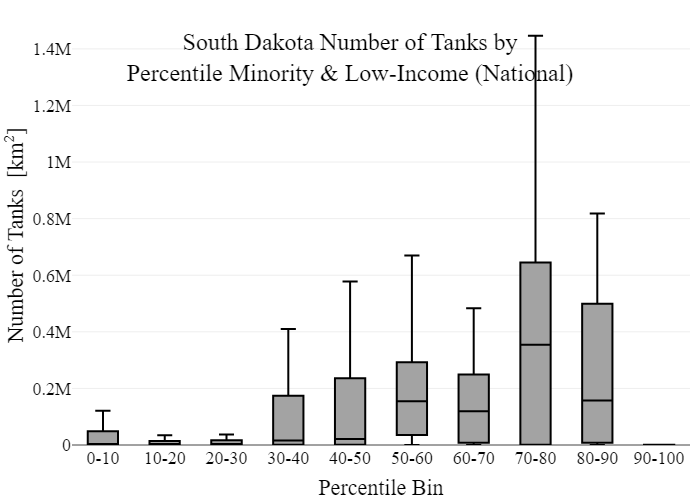 South Dakota Number of Tanks by
Percentile Minority & Low-Income (National)
Number of Tanks [km²]
1.4M
1.2M
1M
0.8M
0.6M
0.4M
0.2M
0
0-10 10-20 20-30 30-40 40-50 50-60 60-70 70-80 80-90 90-100
Percentile Bin